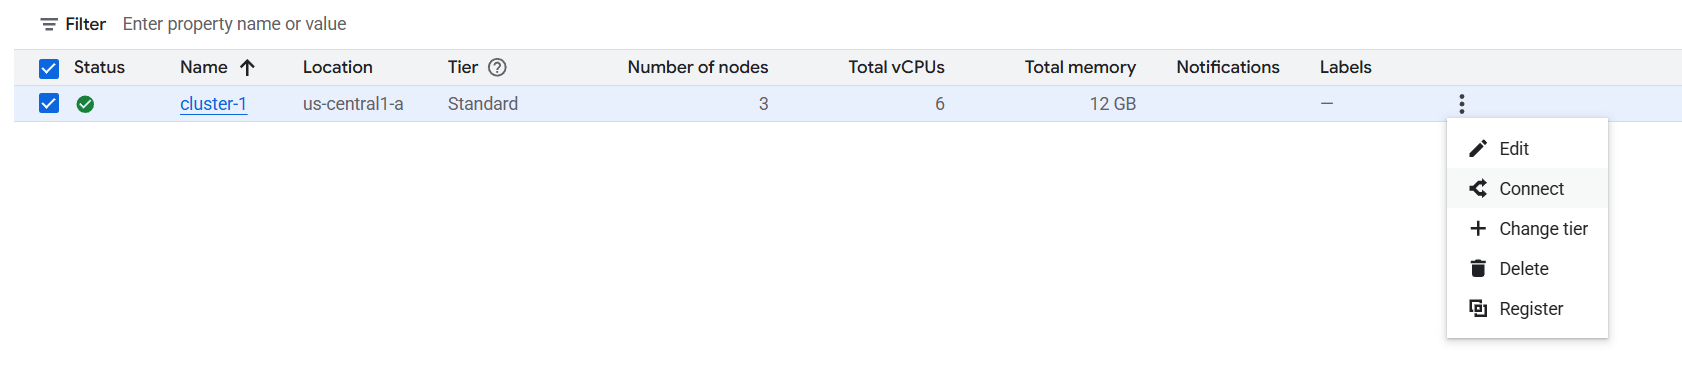 Filter Enter property name or value
Status Name Location Tier Number of nodes Total vCPUs Total memory Notifications Labels
cluster-1 us-central1-a Standard 3 6 12 GB —
Edit
Connect
Change tier
Delete
Register